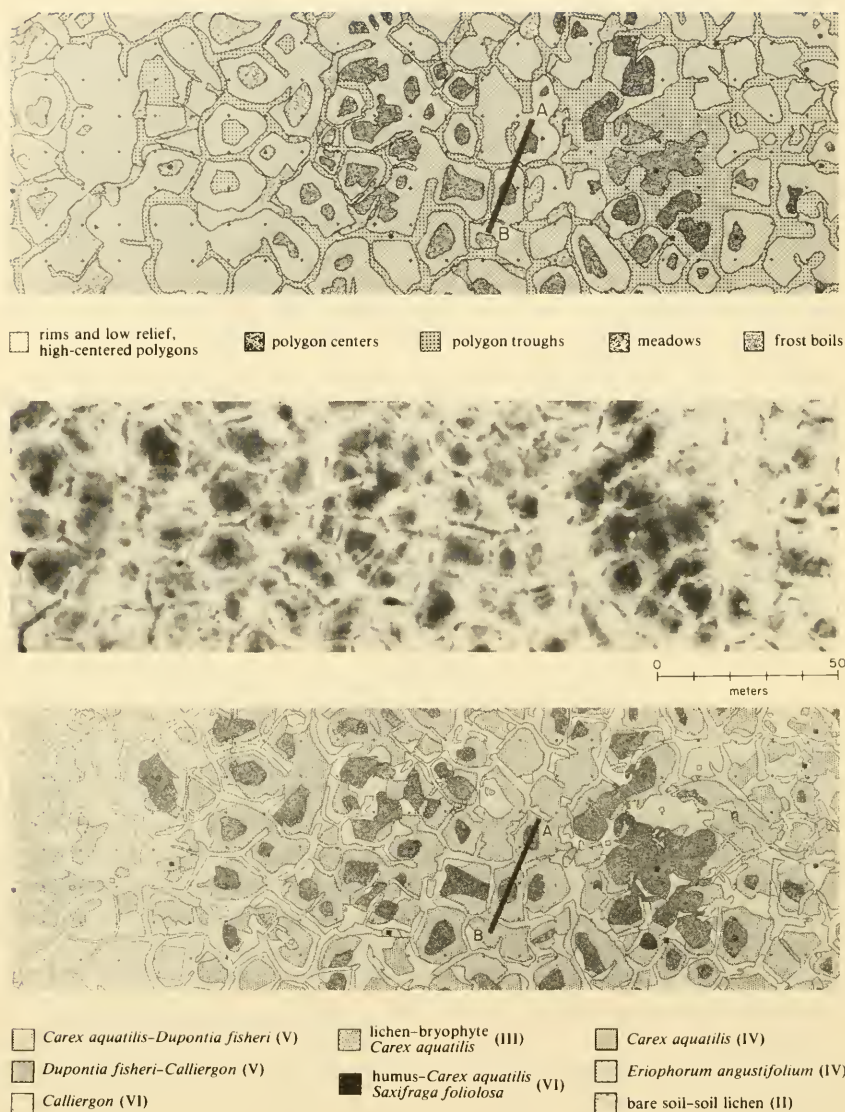 A
B
rims and low relief,
high-centered polygons
polygon centers
polygon troughs
meadows
frost boils
0 50
meters
A
B
Carex aquatilis-Dupontia fisheri (V)
Dupontia fisheri-Calliergon (V)
Calliergon (VI)
lichen-bryophyte
Carex aquatilis (III)
humus-Carex aquatilis
Saxifraga foliolosa (VI)
Carex aquatilis (IV)
Eriophorum angustifolium (IV)
bare soil-soil lichen (II)